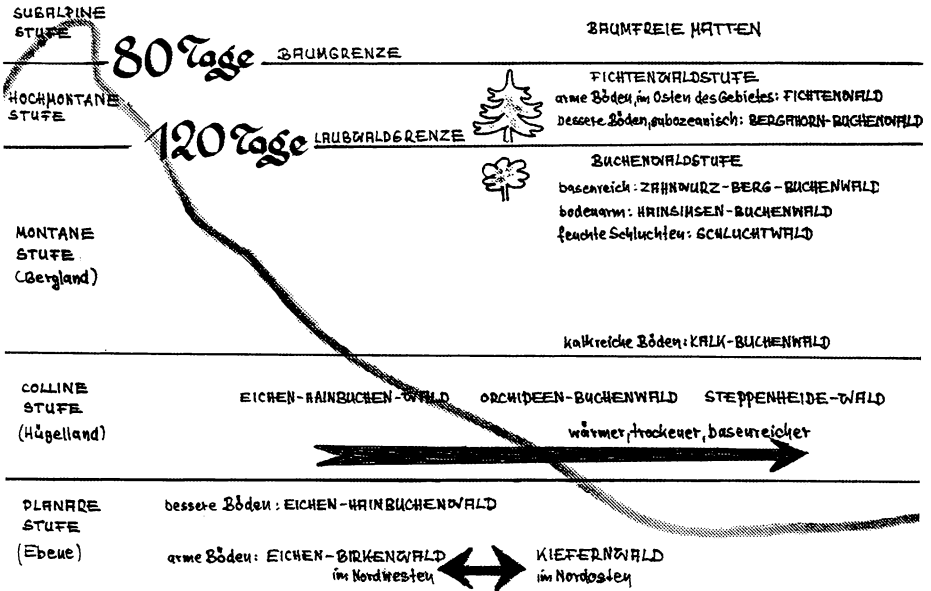 SUBALPINE
STUFE
BAUMFREIE MATTEN
80 Tage BAUMGRENZE
HOCHMONTANE
STUFE
FICHTENWALDSTUFE
arme Böden, im Osten des Gebietes: FICHTENWALD
bessere Böden, subozeanisch: BERGAHORN-BUCHENWALD
120 Tage LAUBWALDGRENZE
BUCHENWALDSTUFE
basenreich: ZAHNWURZ-BERG-BUCHENWALD
bodenarm: HAINSIMSEN-BUCHENWALD
feuchte Schluchten: SCHLUCHTWALD
MONTANE
STUFE
(Bergland)
kalkreiche Böden: KALK-BUCHENWALD
COLLINE
STUFE
(Hügelland)
EICHEN-HAINBUCHEN-WALD ORCHIDEEN-BUCHENWALD STEPPENHEIDE-WALD
wärmer, trockener, basenreicher
PLANARE
STUFE
(Ebene)
bessere Böden: EICHEN-HAINBUCHENWALD
arme Böden: EICHEN-BIRKENWALD
im Nordwesten
KIEFERNWALD
im Nordosten